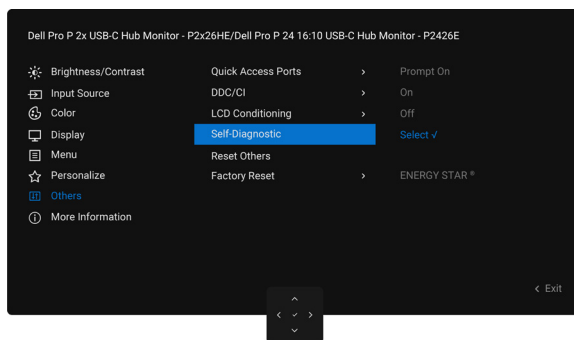 Dell Pro P 2x USB-C Hub Monitor - P2x26HE/Dell Pro P 24 16:10 USB-C Hub Monitor - P2426E
Brightness/Contrast Quick Access Ports > Prompt On
Input Source DDC/CI > On
Color LCD Conditioning > Off
Display Self-Diagnostic Select √
Menu Reset Others
Personalize Factory Reset > ENERGY STAR ®
Others
More Information
< Exit